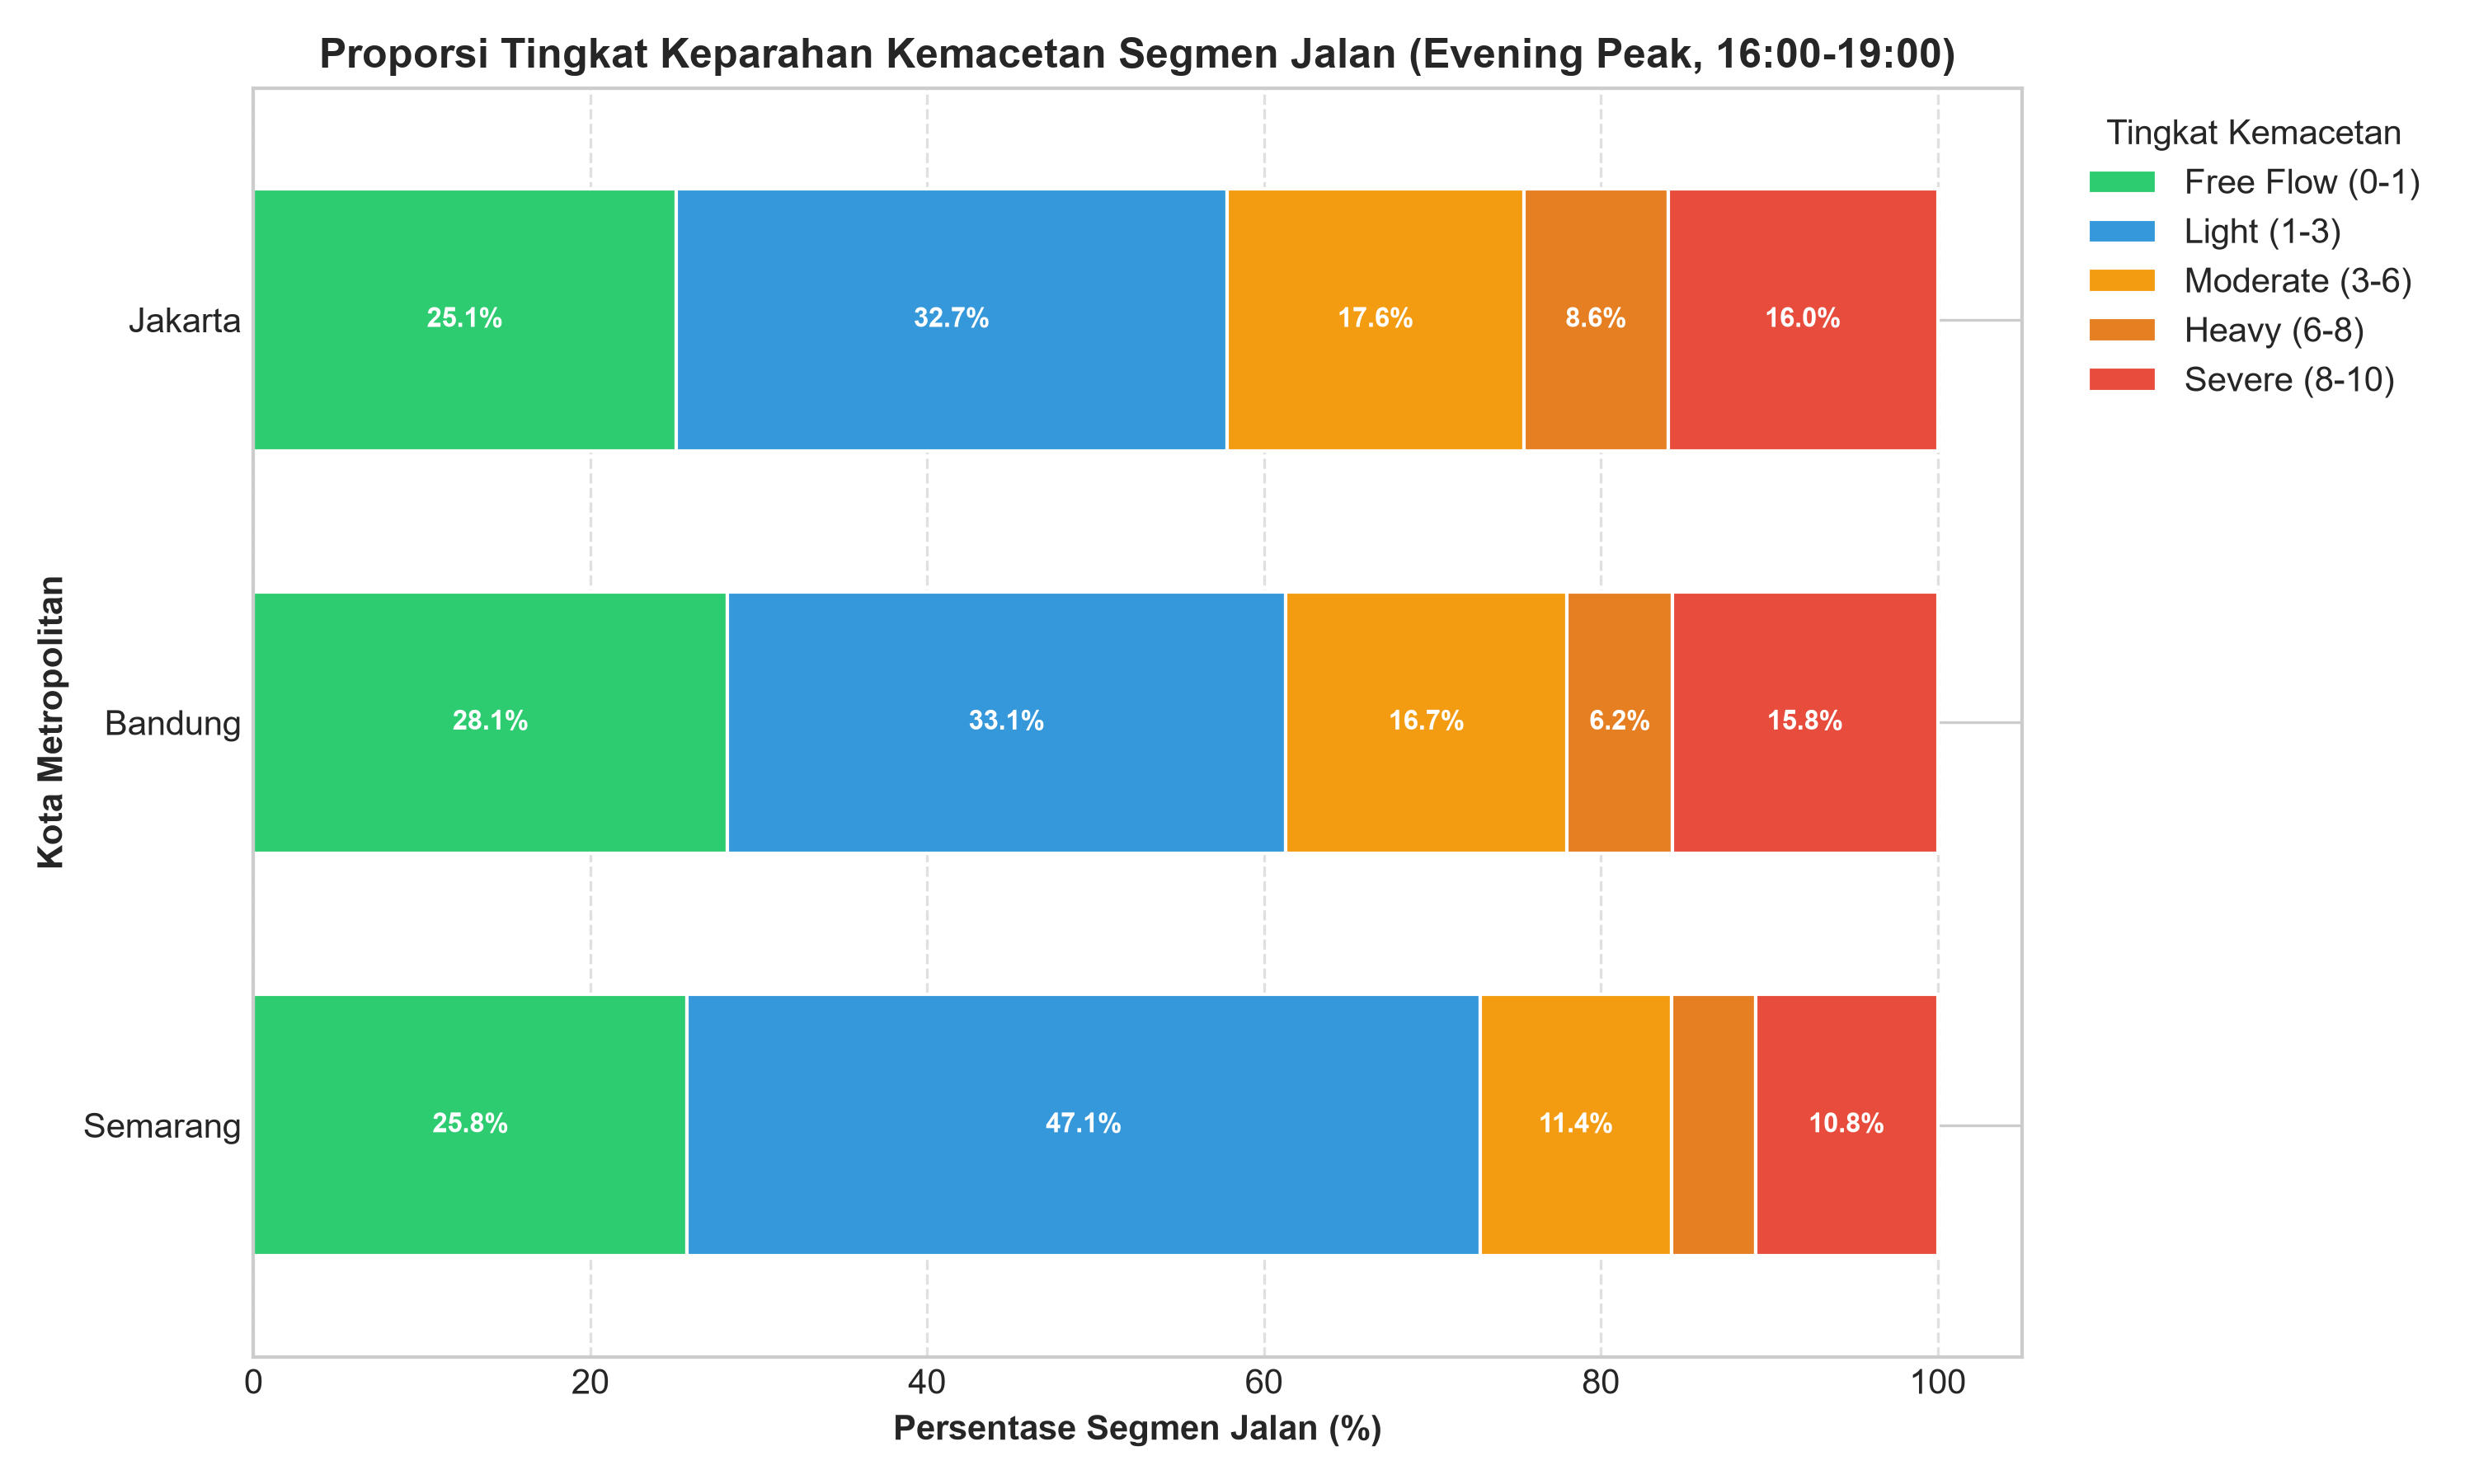 Proporsi Tingkat Keparahan Kemacetan Segmen Jalan (Evening Peak, 16:00-19:00)
Tingkat Kemacetan
Free Flow (0-1)
Light (1-3)
Moderate (3-6)
Heavy (6-8)
Severe (8-10)
Kota Metropolitan
Jakarta
25.1%
32.7%
17.6%
8.6%
16.0%
Bandung
28.1%
33.1%
16.7%
6.2%
15.8%
Semarang
25.8%
47.1%
11.4%
10.8%
0
20
40
60
80
100
Persentase Segmen Jalan (%)